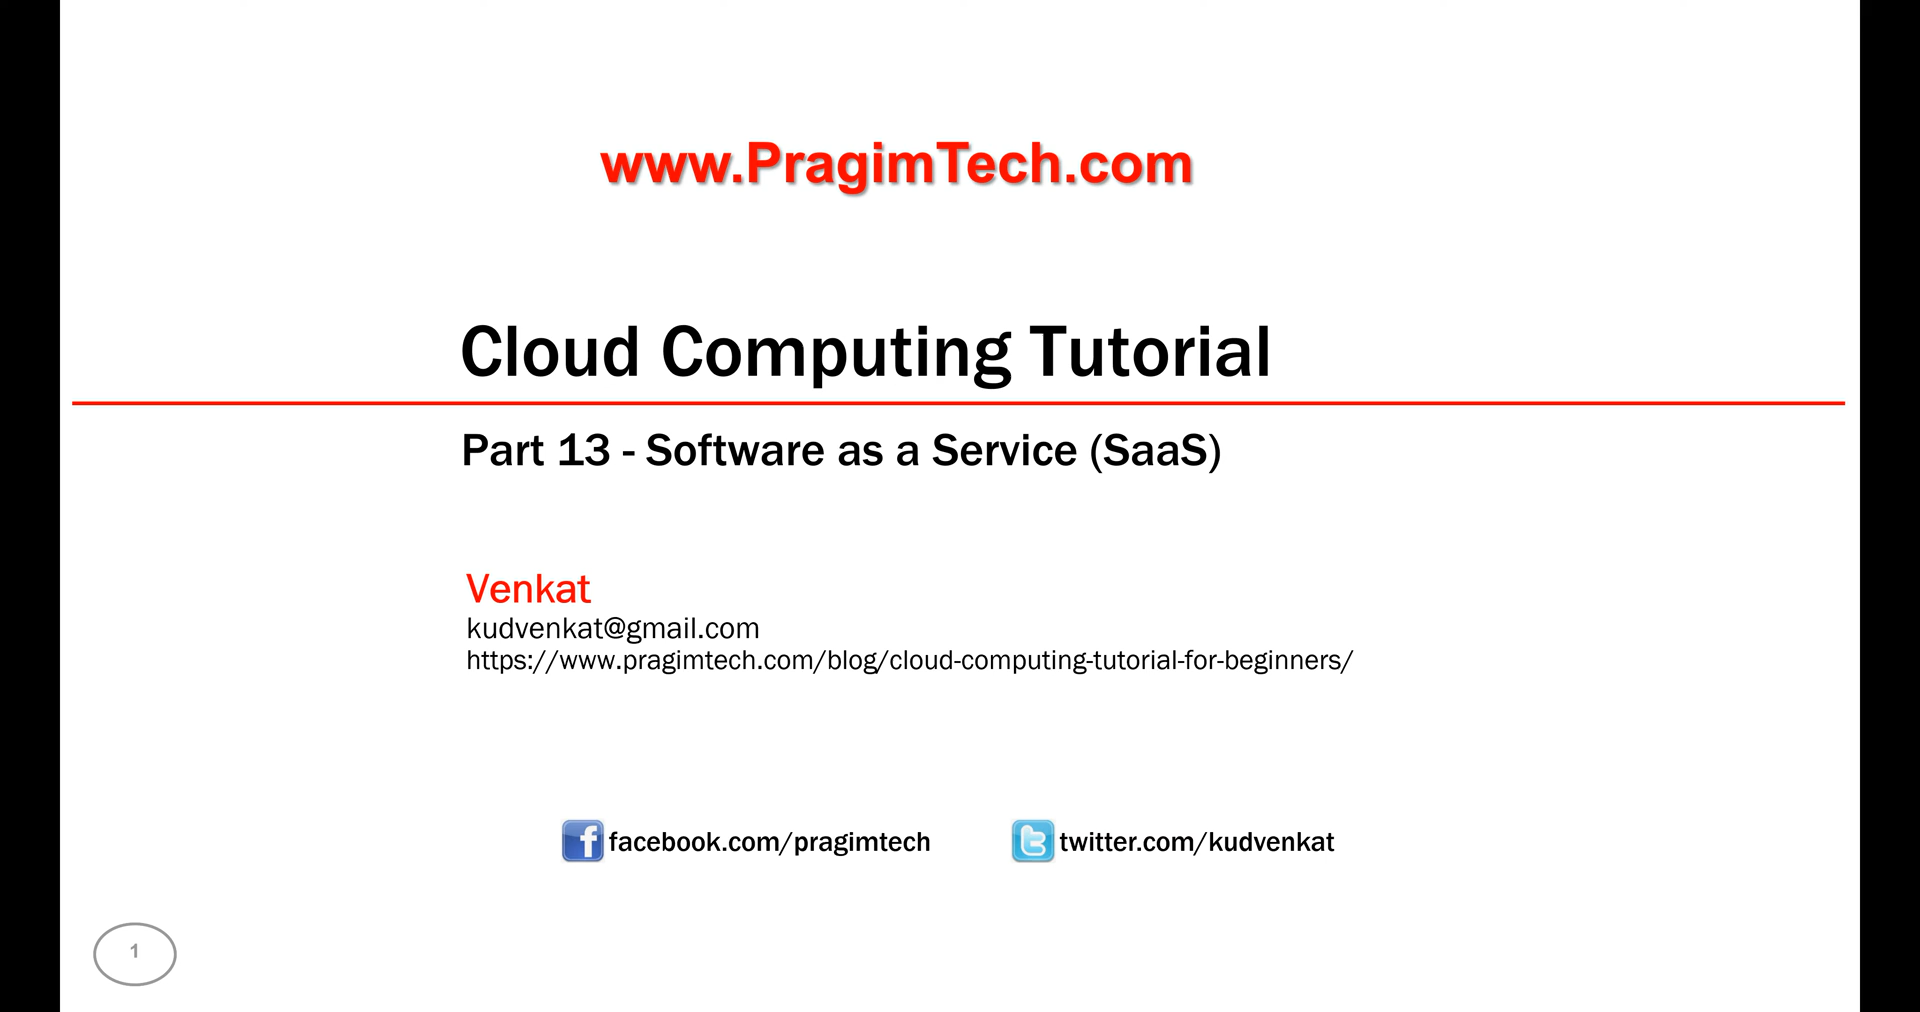 www.PragimTech.com
Cloud Computing Tutorial
Part 13 - Software as a Service (SaaS)
Venkat
kudvenkat@gmail.com
https://www.pragimtech.com/blog/cloud-computing-tutorial-for-beginners/
facebook.com/pragimtech
twitter.com/kudvenkat
1